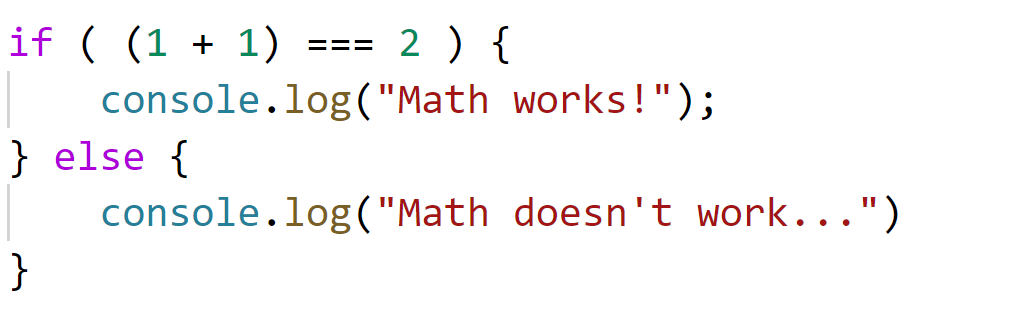 if ( (1 + 1) === 2 ) {
    console.log("Math works!");
} else {
    console.log("Math doesn't work...")
}